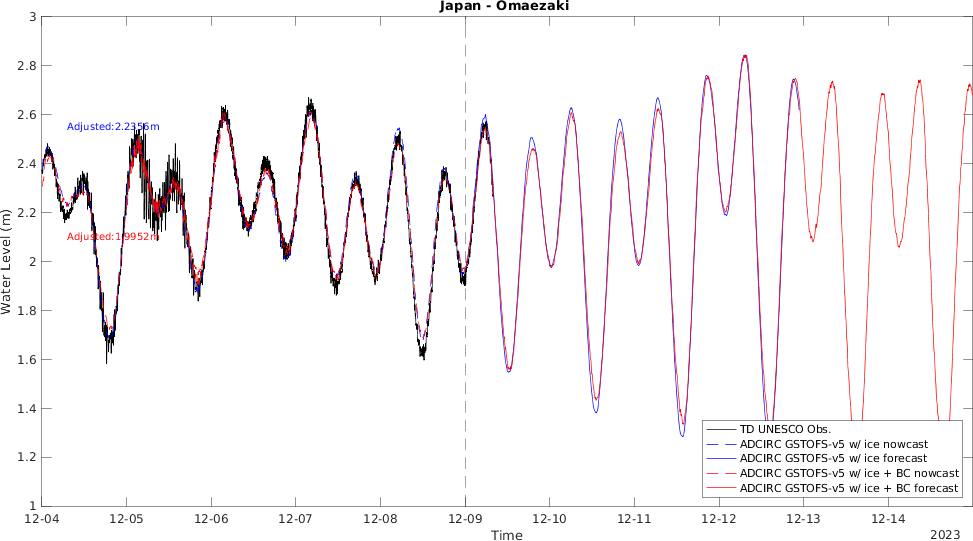 Japan - Omaezaki
3
2.8
2.6
2.4
2.2
2
1.8
1.6
1.4
1.2
1
Water Level (m)
Adjusted:2.2356m
Adjusted:1.9952m
TD UNESCO Obs.
ADCIRC GSTOFS-v5 w/ ice nowcast
ADCIRC GSTOFS-v5 w/ ice forecast
ADCIRC GSTOFS-v5 w/ ice + BC nowcast
ADCIRC GSTOFS-v5 w/ ice + BC forecast
12-04 12-05 12-06 12-07 12-08 12-09 12-10 12-11 12-12 12-13 12-14
Time
2023